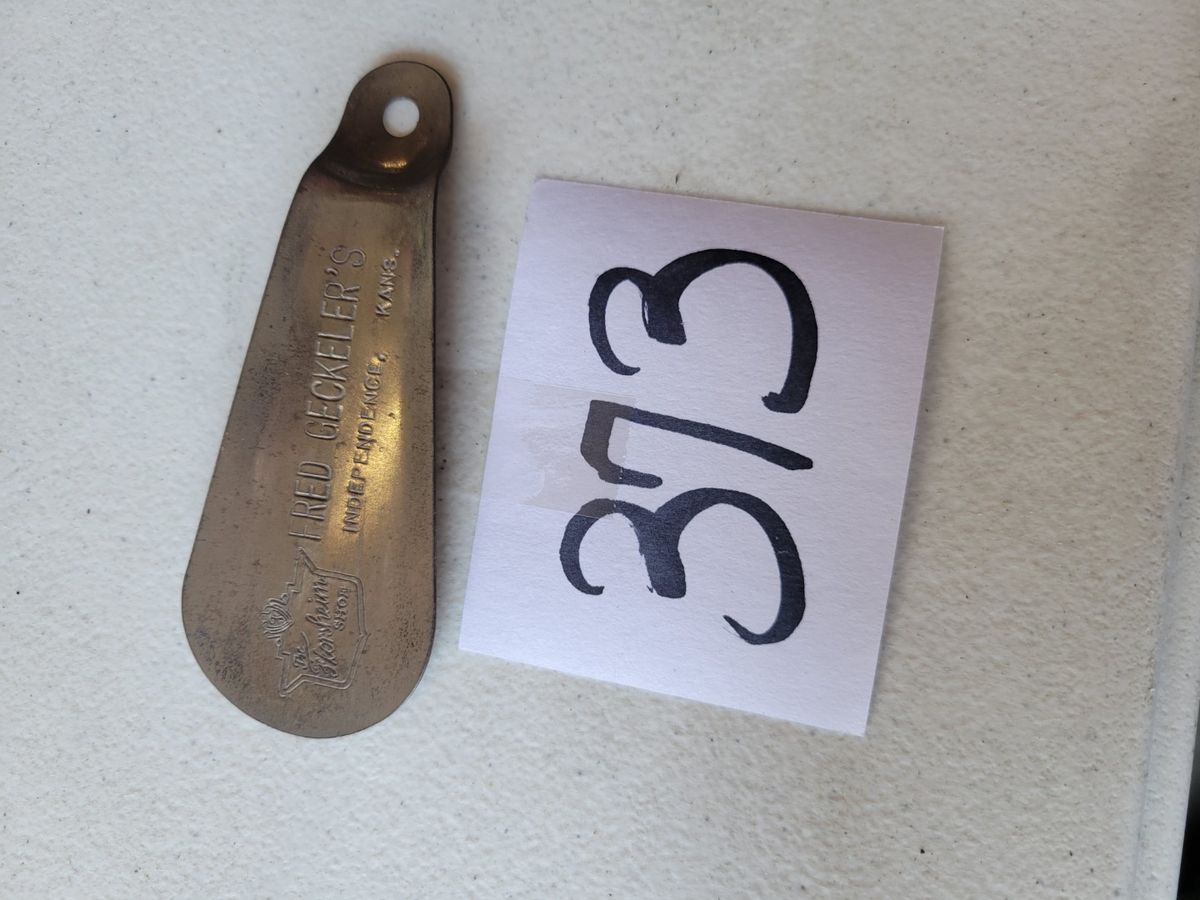 The
Florsheim
SHOE
FRED GECKELER'S
INDEPENDENCE, KANS.
373